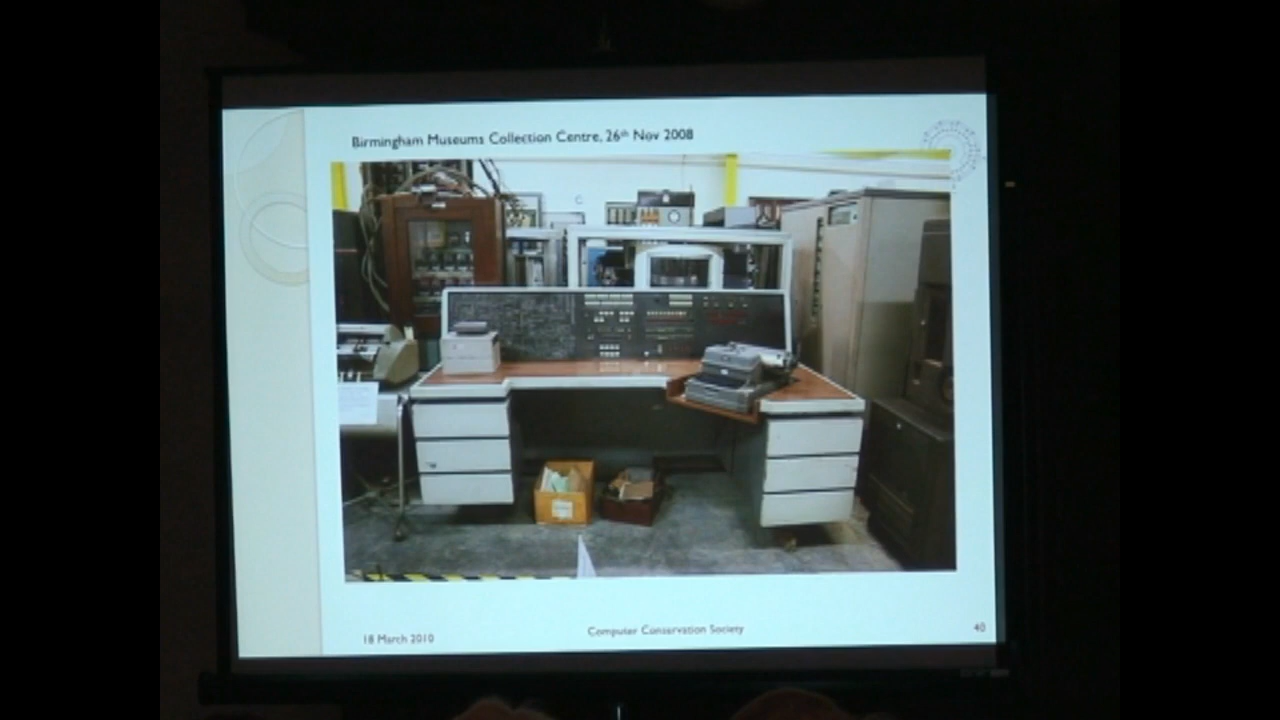 Birmingham Museums Collection Centre, 26th Nov 2008
18 March 2010
Computer Conservation Society
40